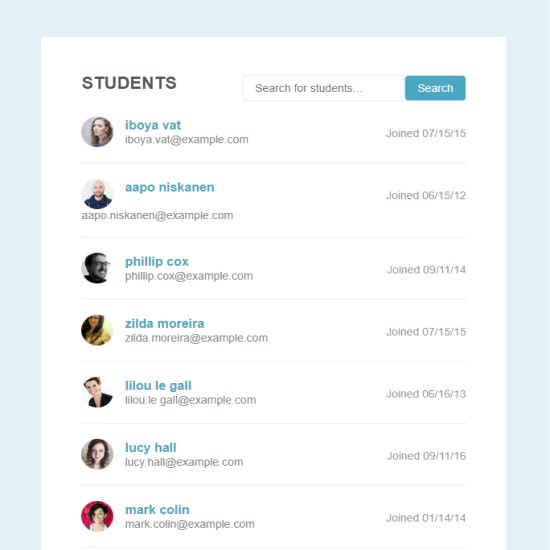 STUDENTS
Search for students... Search
iboya vat
iboya.vat@example.com
Joined 07/15/15
aapo niskanen
aapo.niskanen@example.com
Joined 06/15/12
phillip cox
phillip.cox@example.com
Joined 09/11/14
zilda moreira
zilda.moreira@example.com
Joined 07/15/15
lilou le gall
lilou.le gall@example.com
Joined 06/16/13
lucy hall
lucy.hall@example.com
Joined 09/11/16
mark colin
mark.colin@example.com
Joined 01/14/14